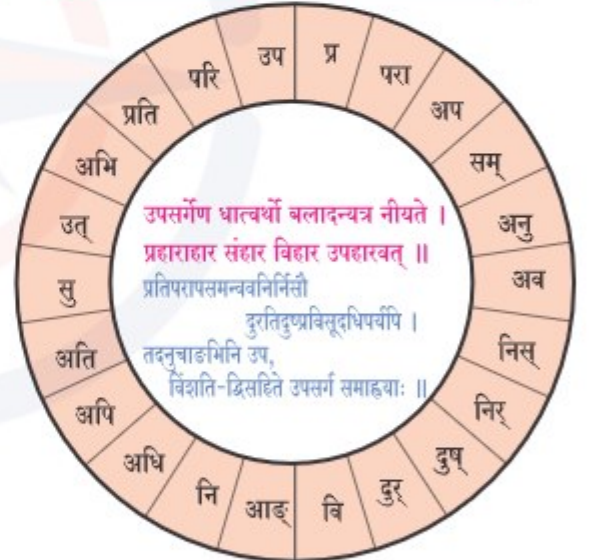 प्र
परा
अप
सम्
अनु
अव
निस्
निर्
दुष्
दुर्
वि
आङ्
नि
अधि
अपि
अति
सु
उत्
अभि
प्रति
परि
उप
उपसर्गेण धात्वर्थो बलादन्यत्र नीयते ।
प्रहाराहार संहार विहार उपहारवत् ॥
प्रतिपरापसमन्ववनिर्निसौ
दुरतिदुष्प्रविसूदधिपर्यपि ।
तदनुचाङभिनि उप,
विंशति-द्विसहिते उपसर्ग समाह्वयाः ॥